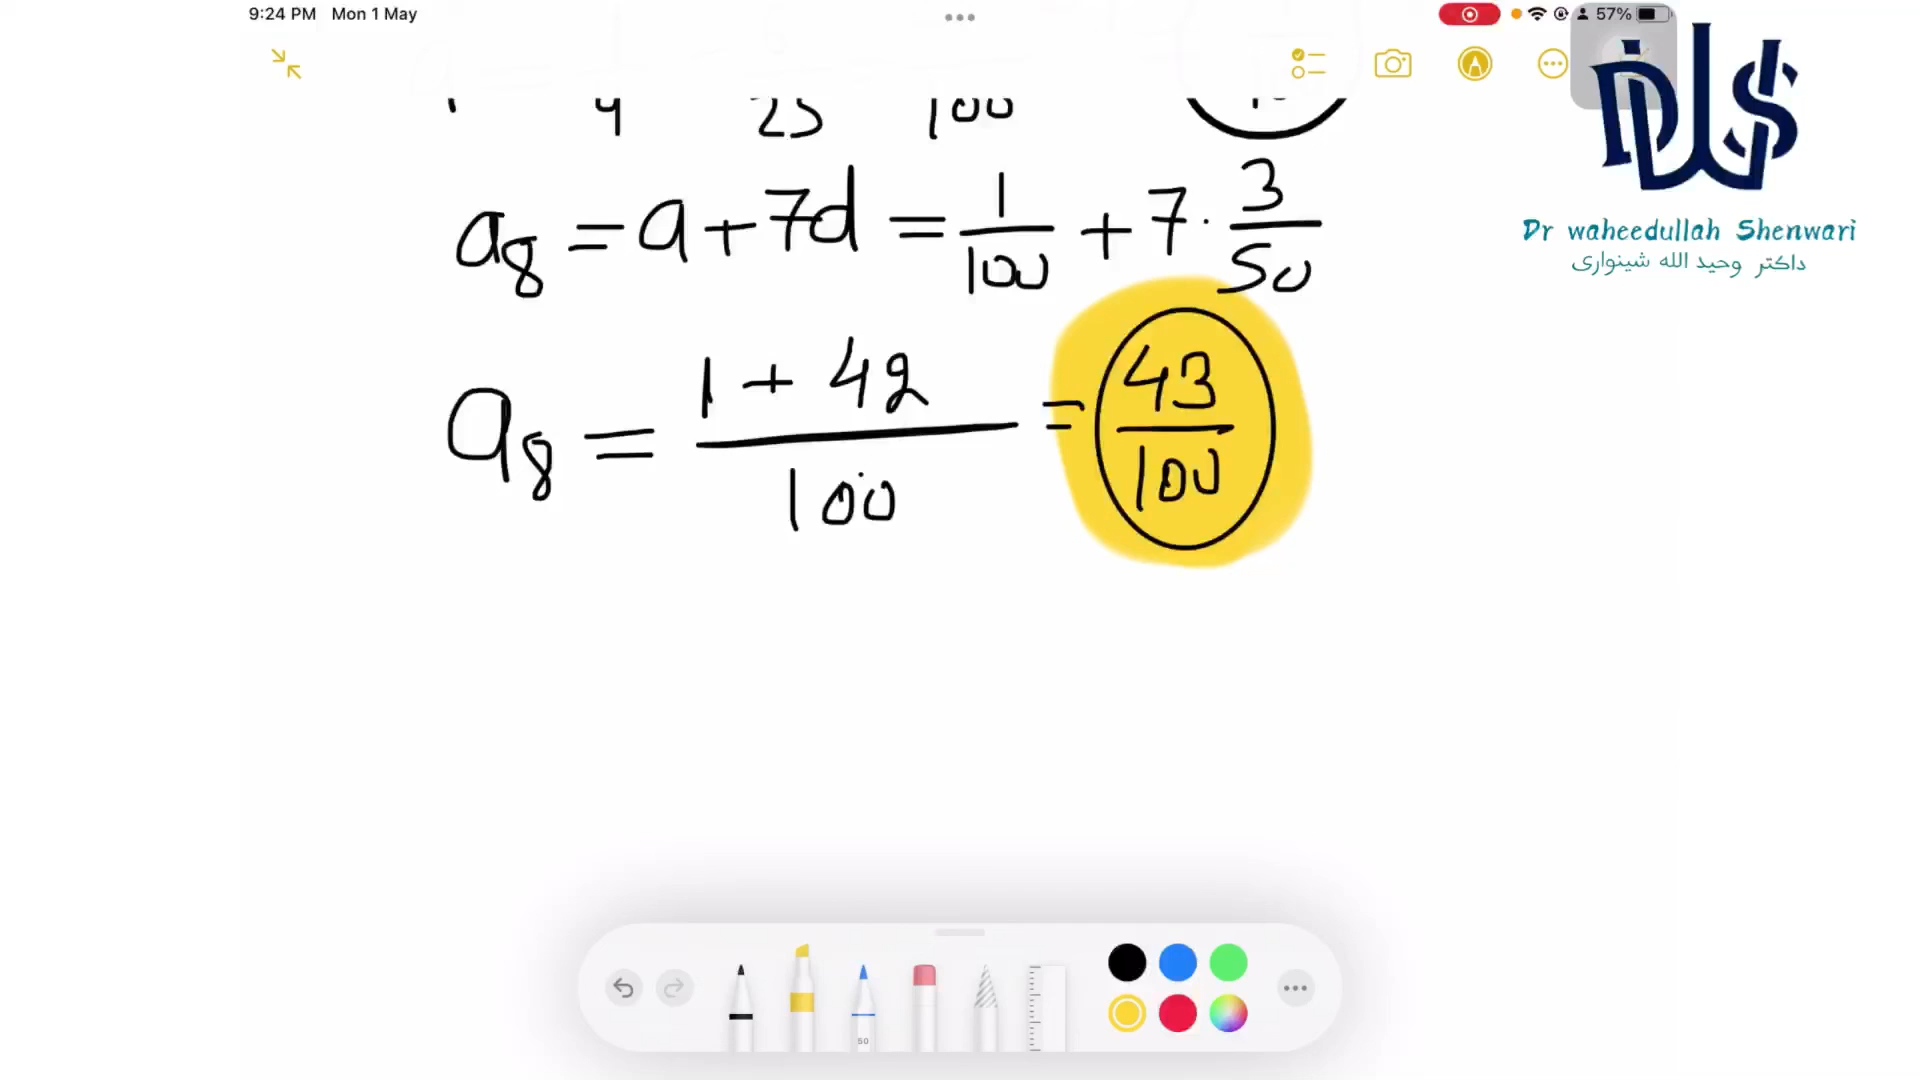 9:24 PM Mon 1 May
57%
Dr waheedullah Shenwari
داکتر وحید الله شینواری
4 25 100
a8 = a + 7d = 1/100 + 7 · 3/50
a8 = 1 + 42 / 100 = 43/100
50